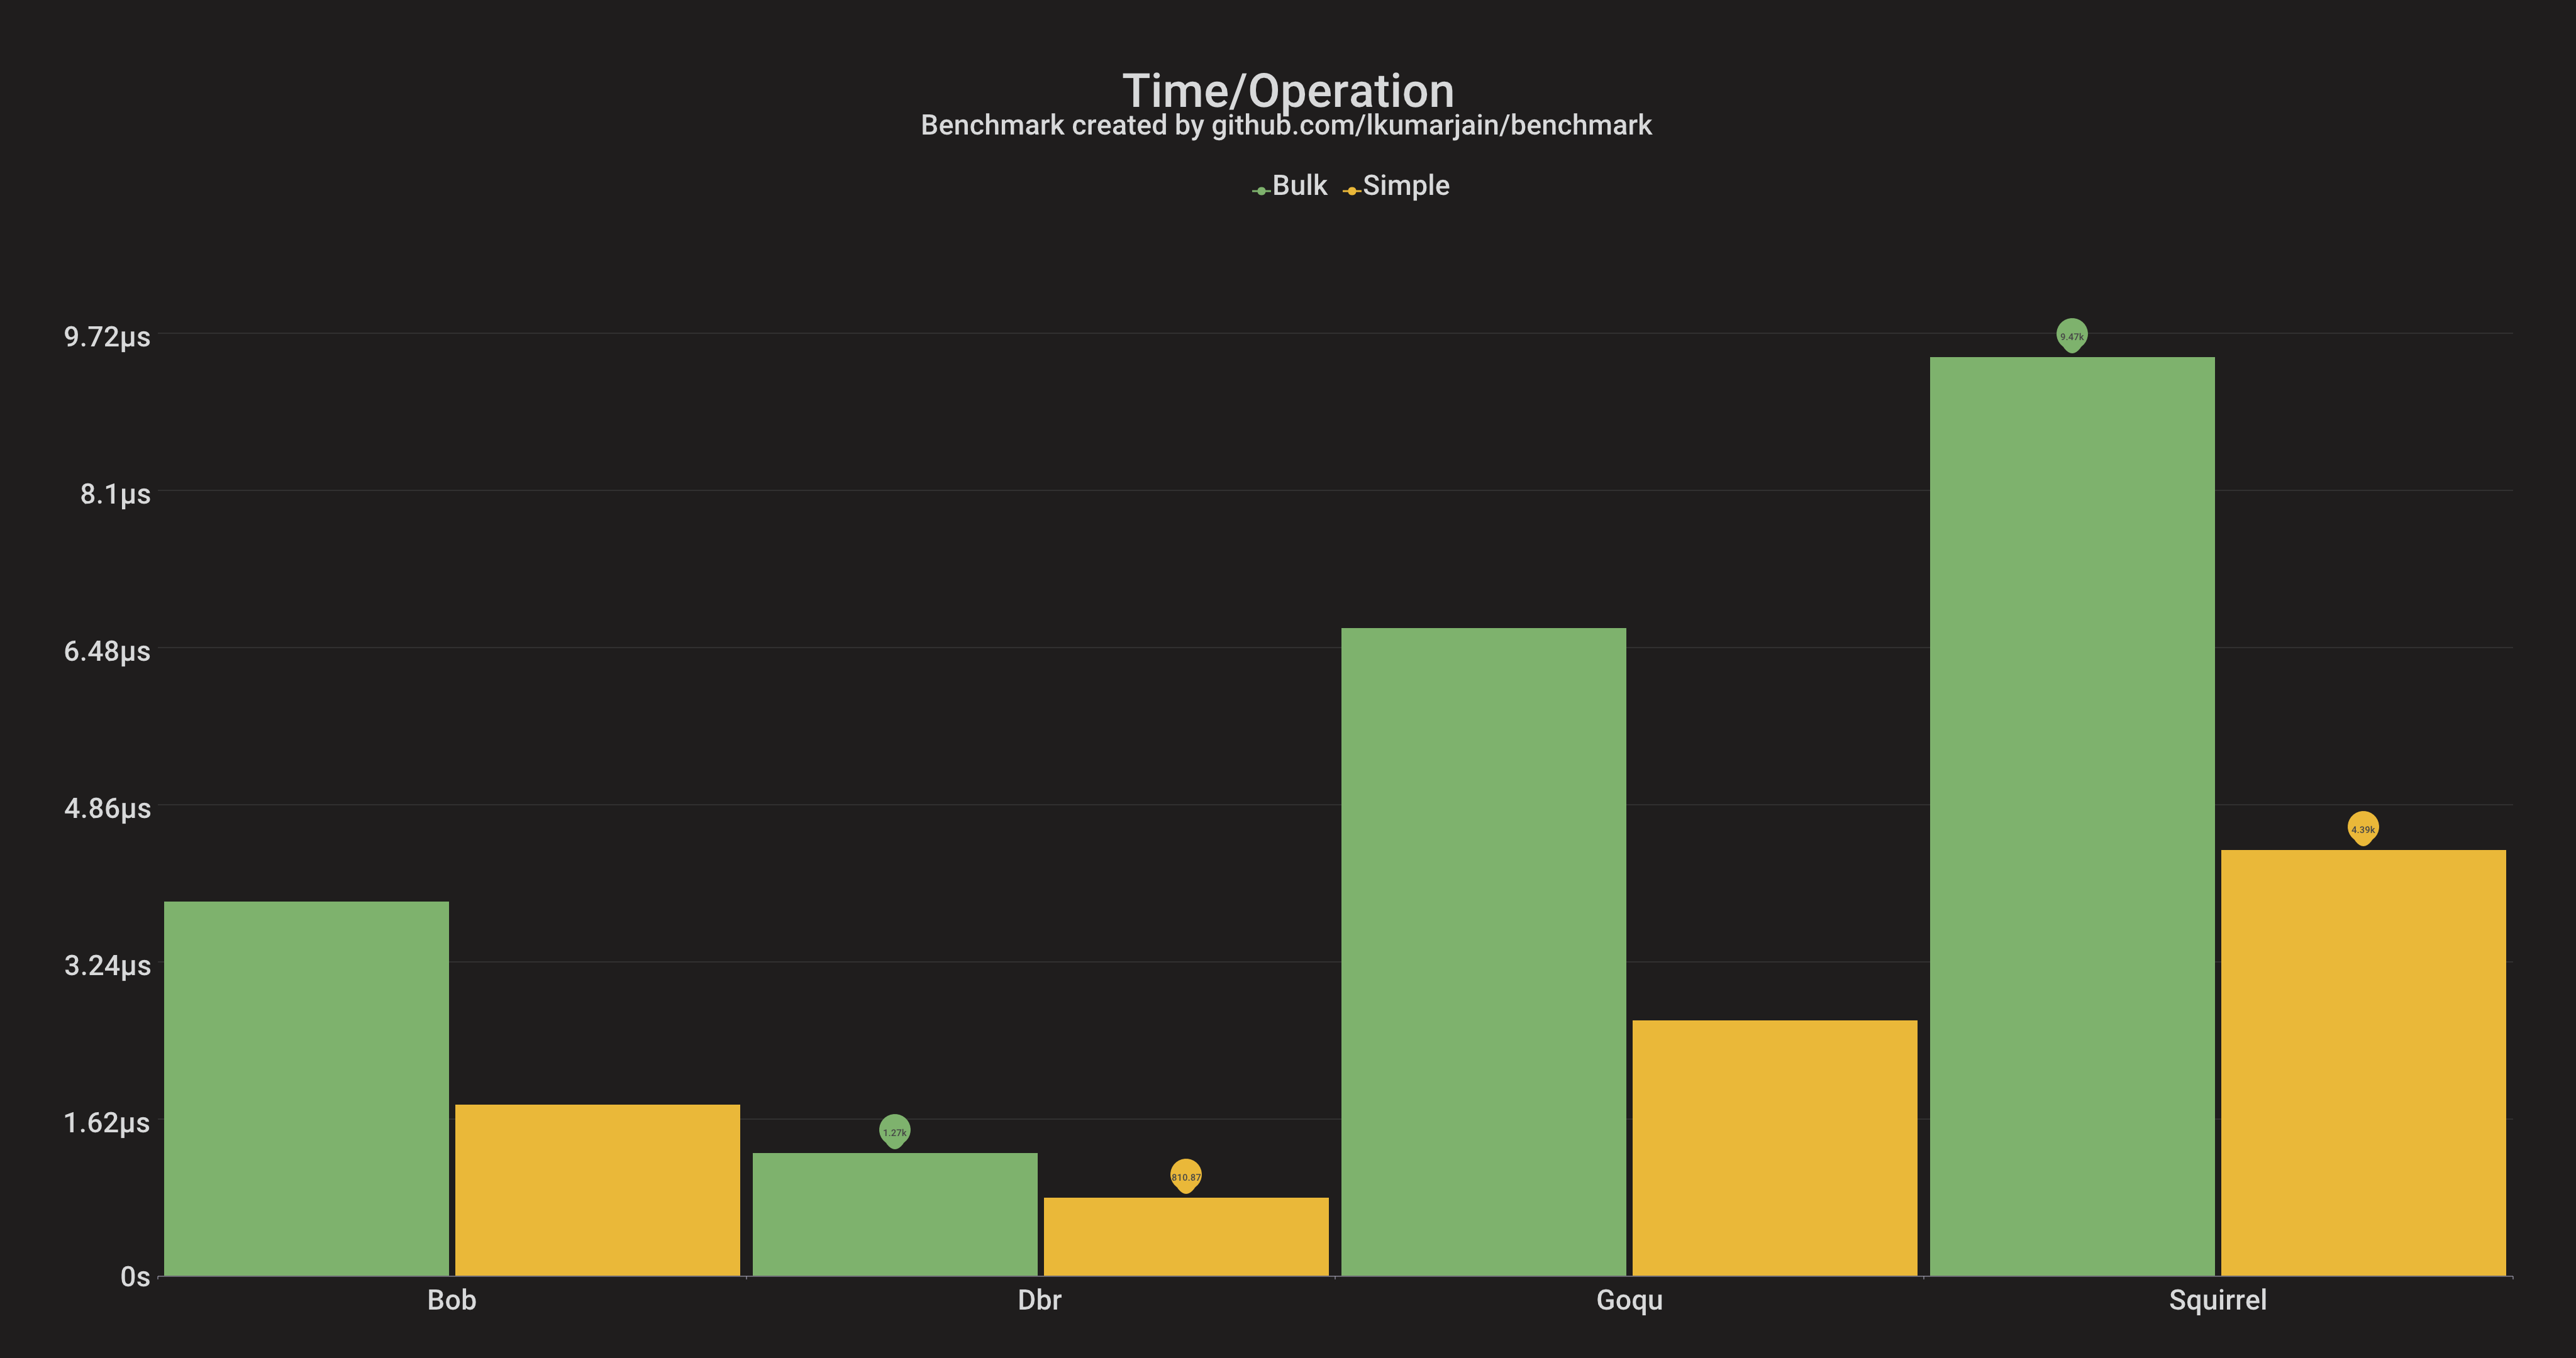 Time/Operation
Benchmark created by github.com/lkumarjain/benchmark
Bulk Simple
9.72µs
9.47k
8.1µs
6.48µs
4.86µs
4.39k
3.24µs
1.62µs
1.27k
810.87
0s
Bob Dbr Goqu Squirrel